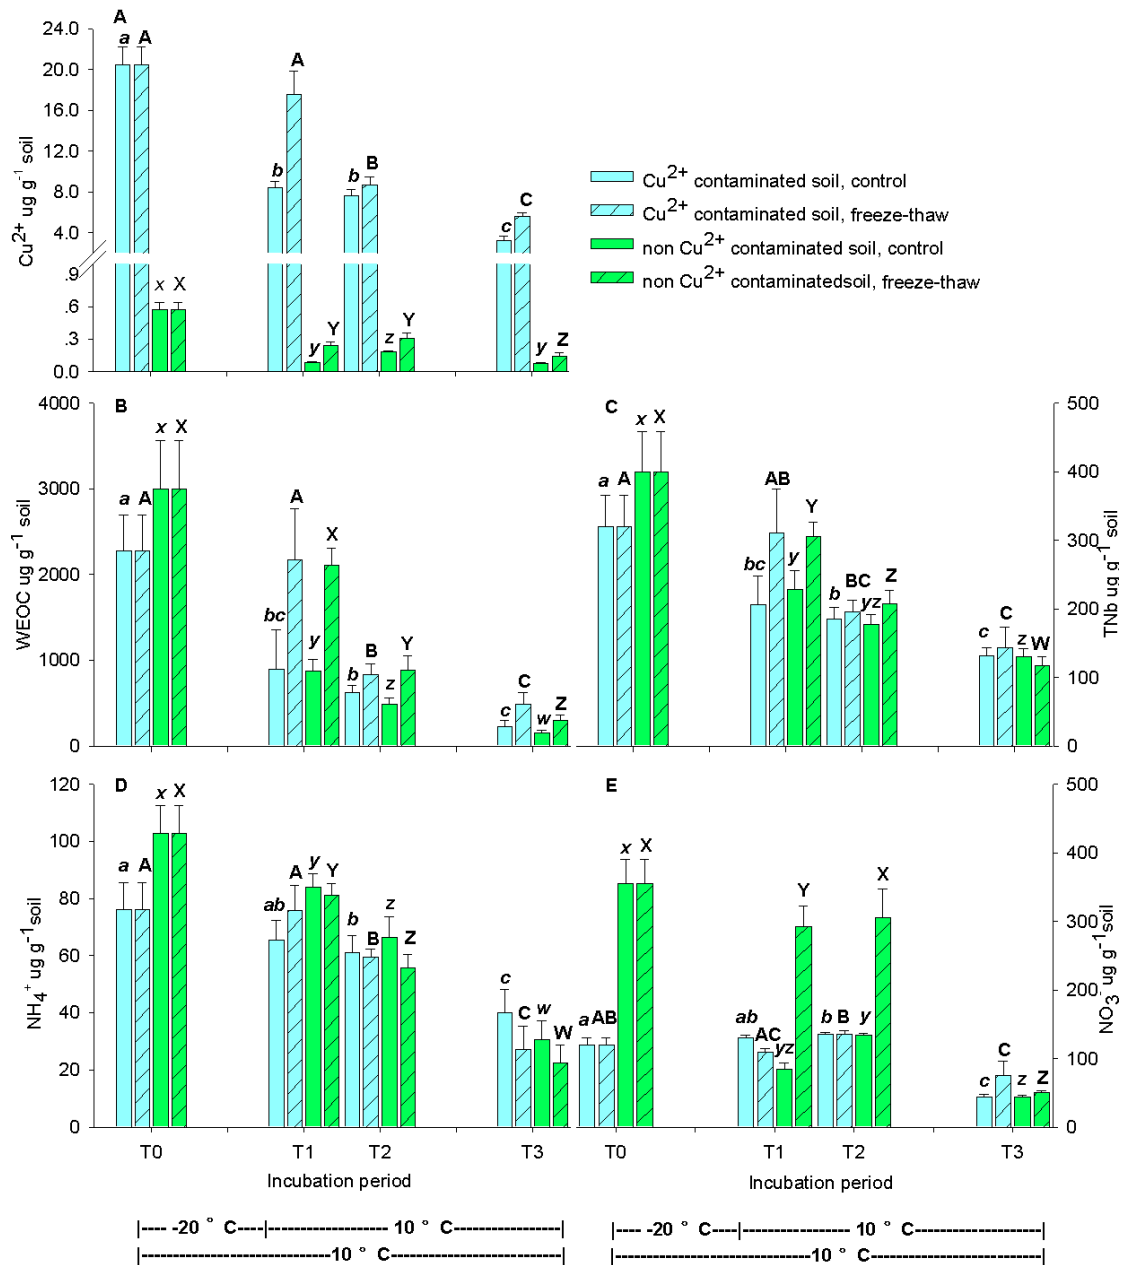 A
24.0
20.0
16.0
12.0
8.0
4.0
.9
.6
.3
0.0
Cu2+ ug g-1 soil
a A x X
b A y Y
b B z Y
c C y Z
Cu2+ contaminated soil, control
Cu2+ contaminated soil, freeze-thaw
non Cu2+ contaminated soil, control
non Cu2+ contaminatedsoil, freeze-thaw
B
4000
3000
2000
1000
0
WEOC ug g-1 soil
a A x X
bc A y X
b B z Y
c C w Z
C
500
400
300
200
100
0
TNb ug g-1 soil
a A x X
bc AB y Y
b BC yz Z
c C z W
D
120
100
80
60
40
20
0
NH4+ ug g-1soil
a A x X
ab A y Y
b B z Z
c C w W
T0 T1 T2 T3
Incubation period
E
500
400
300
200
100
0
NO3- ug g-1soil
a AB x X
ab AC yz Y
b B y X
c C z Z
T0 T1 T2 T3
Incubation period
|---- -20 ° C----|------------------ 10 ° C------------------|
|-----------------------------10 ° C-----------------------------|
|---- -20 ° C----|------------------ 10 ° C------------------|
|-----------------------------10 ° C-----------------------------|